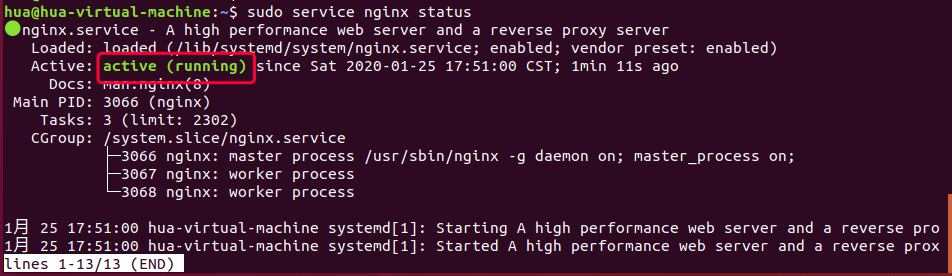 hua@hua-virtual-machine:~$ sudo service nginx status
●nginx.service - A high performance web server and a reverse proxy server
Loaded: loaded (/lib/systemd/system/nginx.service; enabled; vendor preset: enabled)
Active: active (running) since Sat 2020-01-25 17:51:00 CST; 1min 11s ago
Docs: man:nginx(8)
Main PID: 3066 (nginx)
Tasks: 3 (limit: 2302)
CGroup: /system.slice/nginx.service
├─3066 nginx: master process /usr/sbin/nginx -g daemon on; master_process on;
├─3067 nginx: worker process
└─3068 nginx: worker process
1月 25 17:51:00 hua-virtual-machine systemd[1]: Starting A high performance web server and a reverse pro
1月 25 17:51:00 hua-virtual-machine systemd[1]: Started A high performance web server and a reverse prox
lines 1-13/13 (END)